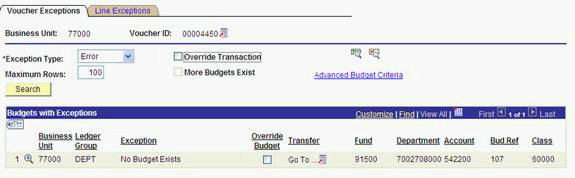 Voucher Exceptions Line Exceptions
Business Unit: 77000 Voucher ID: 00004450
*Exception Type: Error Override Transaction
Maximum Rows: 100 More Budgets Exist Advanced Budget Criteria
Search
Budgets with Exceptions Customize | Find | View All | First 1 of 1 Last
Business Unit Ledger Group Exception Override Budget Transfer Fund Department Account Bud Ref Class
1 77000 DEPT No Budget Exists Go To ... 91500 7002708000 542200 107 60000